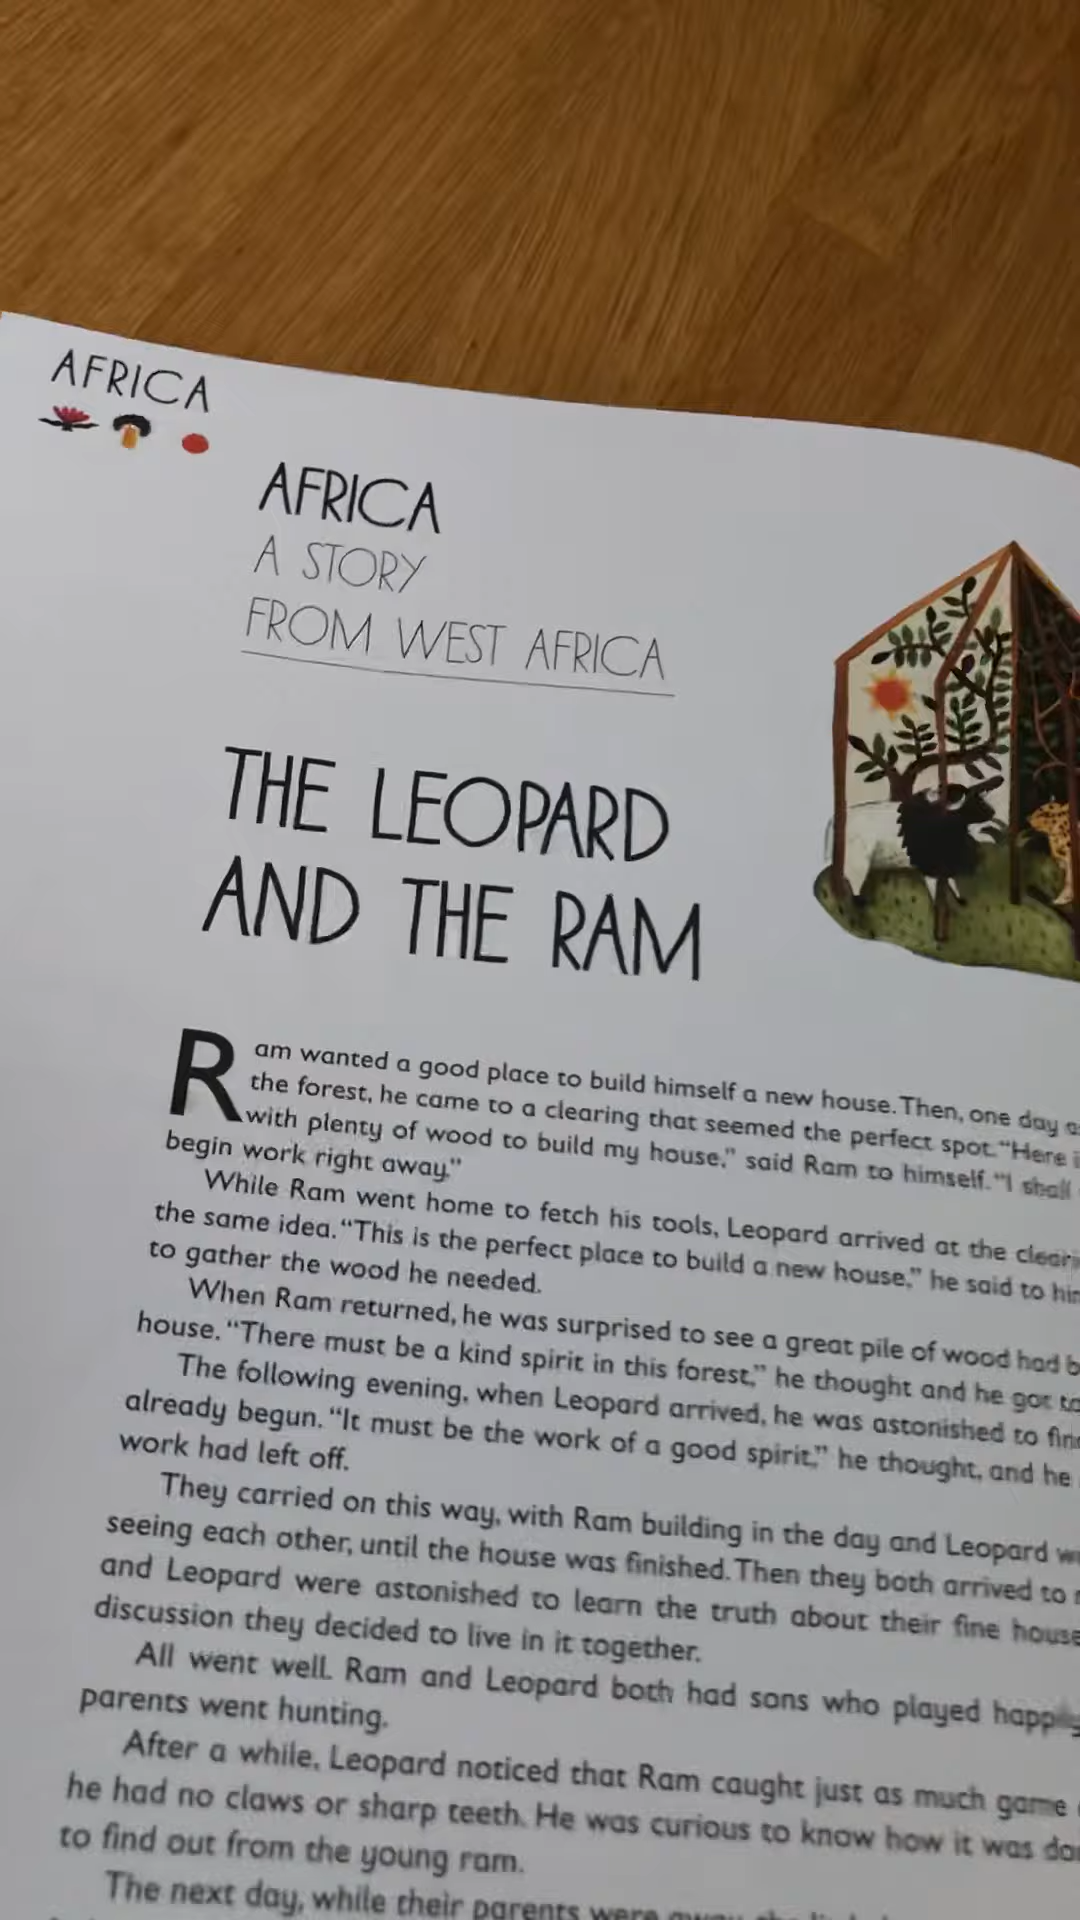 AFRICA
AFRICA
A STORY
FROM WEST AFRICA
THE LEOPARD
AND THE RAM
Ram wanted a good place to build himself a new house. Then, one day
the forest, he came to a clearing that seemed the perfect spot. “Here
with plenty of wood to build my house,” said Ram to himself. “I shall
begin work right away.”
While Ram went home to fetch his tools, Leopard arrived at the
the same idea. “This is the perfect place to build a new house,” he said to
to gather the wood he needed.
When Ram returned, he was surprised to see a great pile of wood had
house. “There must be a kind spirit in this forest,” he thought and he got
The following evening, when Leopard arrived, he was astonished to
already begun. “It must be the work of a good spirit,” he thought, and he
work had left off.
They carried on this way, with Ram building in the day and Leopard
seeing each other, until the house was finished. Then they both arrived to
and Leopard were astonished to learn the truth about their fine house
discussion they decided to live in it together.
All went well. Ram and Leopard both had sons who played
parents went hunting.
After a while, Leopard noticed that Ram caught just as much game
he had no claws or sharp teeth. He was curious to know how it was
to find out from the young ram.
The next day, while their parents were away,